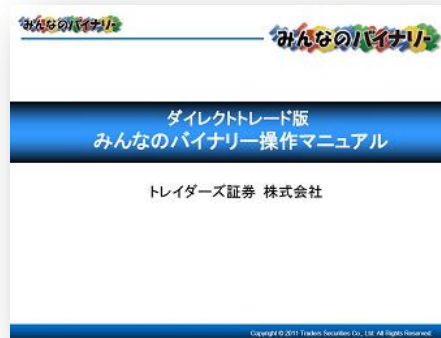 みんなのバイナリー
みんなのバイナリー
ダイレクトトレード版
みんなのバイナリー操作マニュアル
トレイダーズ証券 株式会社
Copyright © 2011 Traders Securities Co., Ltd. All Rights Reserved.